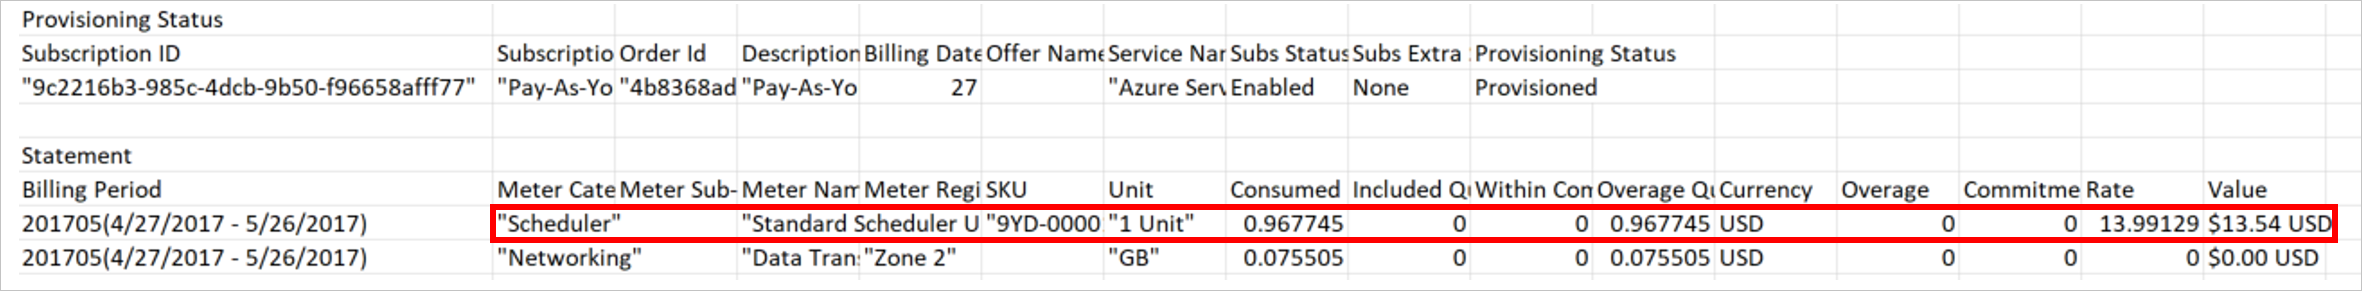 Provisioning Status
Subscription ID Subscriptio Order Id Description Billing Date Offer Name Service Nar Subs Status Subs Extra Provisioning Status
"9c2216b3-985c-4dcb-9b50-f96658afff77" "Pay-As-Yo "4b8368ad "Pay-As-Yo 27 "Azure Serv Enabled None Provisioned
Statement
Billing Period Meter Cate Meter Sub- Meter Nam Meter Regi SKU Unit Consumed Included Qu Within Com Overage Qu Currency Overage Commitme Rate Value
201705(4/27/2017 - 5/26/2017) "Scheduler" "Standard Scheduler U "9YD-0000 "1 Unit" 0.967745 0 0 0.967745 USD 0 0 13.99129 $13.54 USD
201705(4/27/2017 - 5/26/2017) "Networking" "Data Tran "Zone 2" "GB" 0.075505 0 0 0.075505 USD 0 0 0 $0.00 USD